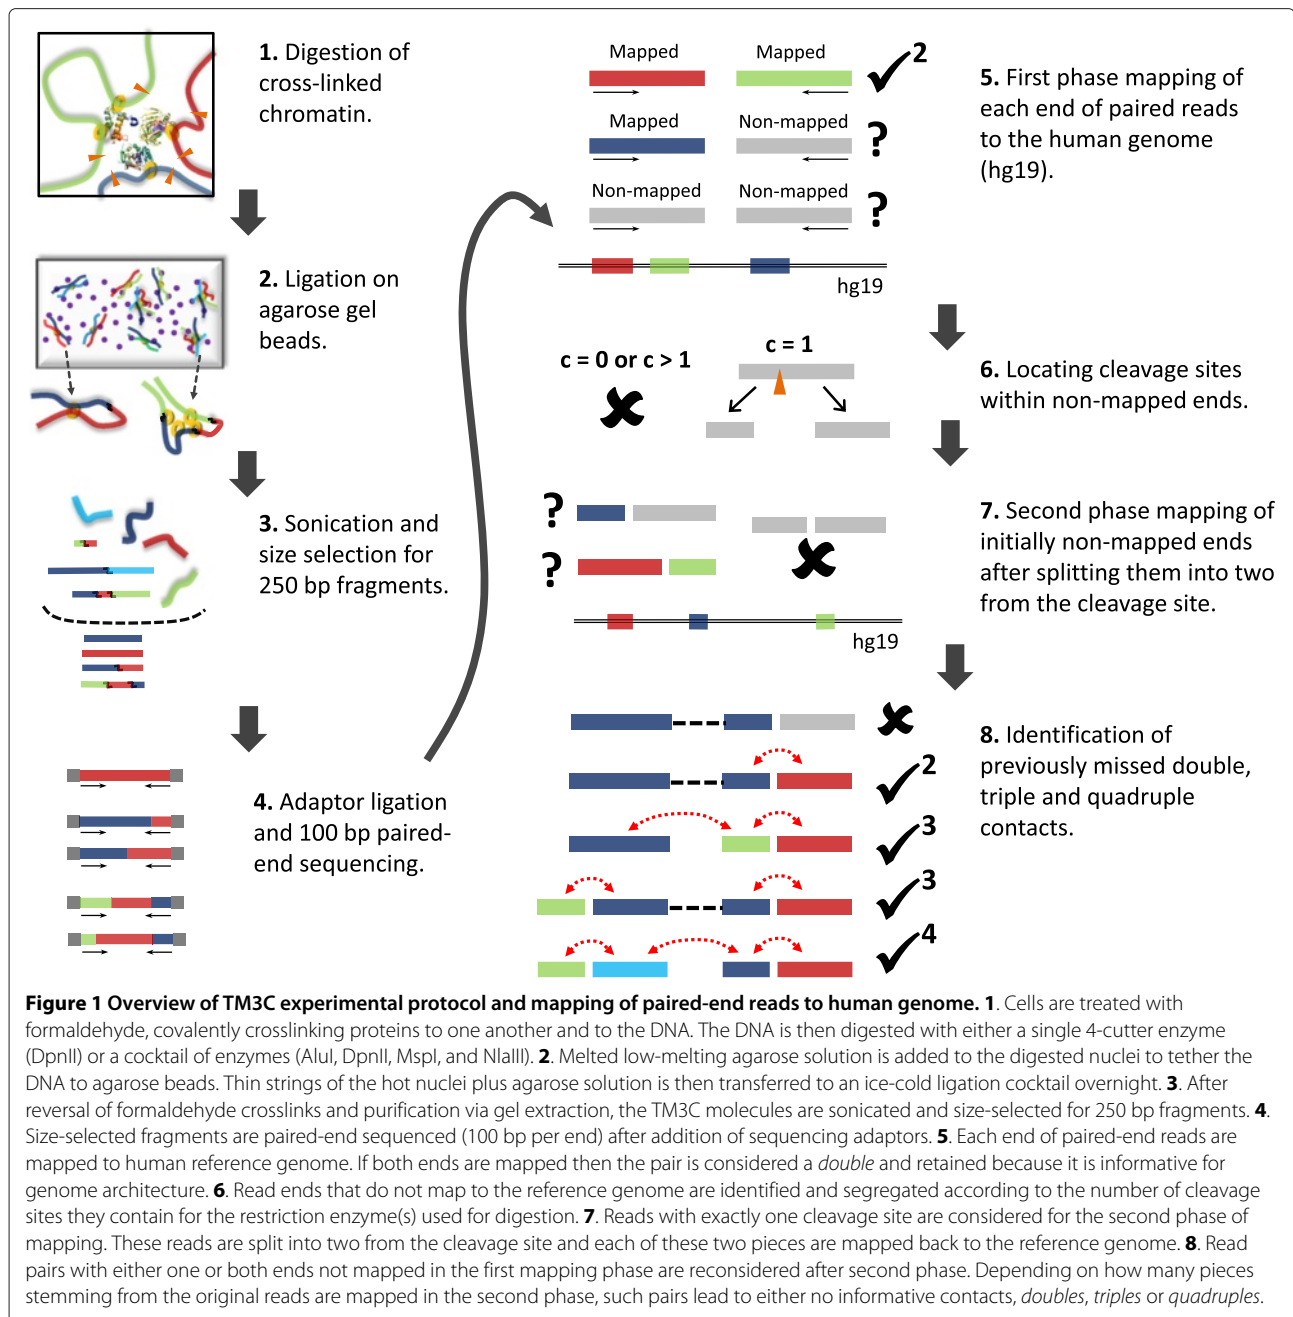 1. Digestion of
cross-linked
chromatin.
2. Ligation on
agarose gel
beads.
3. Sonication and
size selection for
250 bp fragments.
4. Adaptor ligation
and 100 bp paired-
end sequencing.
Mapped Mapped
2
Mapped Non-mapped
?
Non-mapped Non-mapped
?
hg19
5. First phase mapping of
each end of paired reads
to the human genome
(hg19).
c = 0 or c > 1
c = 1
6. Locating cleavage sites
within non-mapped ends.
?
?
hg19
7. Second phase mapping of
initially non-mapped ends
after splitting them into two
from the cleavage site.
2
3
3
4
8. Identification of
previously missed double,
triple and quadruple
contacts.
Figure 1 Overview of TM3C experimental protocol and mapping of paired-end reads to human genome. 1. Cells are treated with
formaldehyde, covalently crosslinking proteins to one another and to the DNA. The DNA is then digested with either a single 4-cutter enzyme
(DpnII) or a cocktail of enzymes (AluI, DpnII, MspI, and NlaIII). 2. Melted low-melting agarose solution is added to the digested nuclei to tether the
DNA to agarose beads. Thin strings of the hot nuclei plus agarose solution is then transferred to an ice-cold ligation cocktail overnight. 3. After
reversal of formaldehyde crosslinks and purification via gel extraction, the TM3C molecules are sonicated and size-selected for 250 bp fragments. 4.
Size-selected fragments are paired-end sequenced (100 bp per end) after addition of sequencing adaptors. 5. Each end of paired-end reads are
mapped to human reference genome. If both ends are mapped then the pair is considered a double and retained because it is informative for
genome architecture. 6. Read ends that do not map to the reference genome are identified and segregated according to the number of cleavage
sites they contain for the restriction enzyme(s) used for digestion. 7. Reads with exactly one cleavage site are considered for the second phase of
mapping. These reads are split into two from the cleavage site and each of these two pieces are mapped back to the reference genome. 8. Read
pairs with either one or both ends not mapped in the first mapping phase are reconsidered after second phase. Depending on how many pieces
stemming from the original reads are mapped in the second phase, such pairs lead to either no informative contacts, doubles, triples or quadruples.